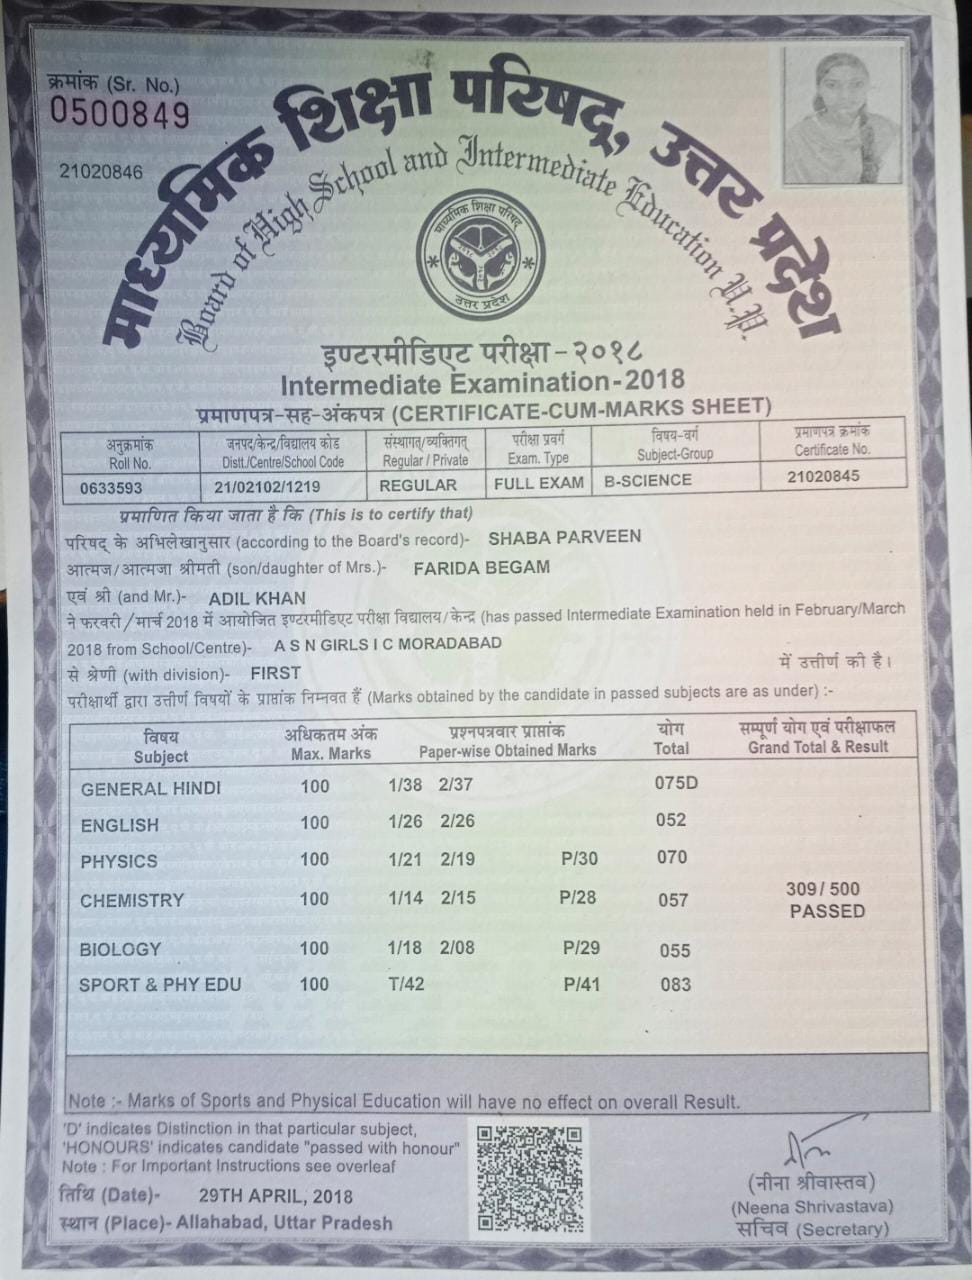 क्रमांक (Sr. No.)
0500849
21020846
माध्यमिक शिक्षा परिषद्, उत्तर प्रदेश
Board of High School and Intermediate Education U.P.
माध्यमिक शिक्षा परिषद्
उत्तर प्रदेश
इण्टरमीडिएट परीक्षा-२०१८
Intermediate Examination-2018
प्रमाणपत्र-सह-अंकपत्र (CERTIFICATE-CUM-MARKS SHEET)
अनुक्रमांक जनपद/केन्द्र/विद्यालय कोड संस्थागत/व्यक्तिगत् परीक्षा प्रवर्ग विषय-वर्ग प्रमाणपत्र क्रमांक
Roll No. Distt./Centre/School Code Regular / Private Exam. Type Subject-Group Certificate No.
0633593 21/02102/1219 REGULAR FULL EXAM B-SCIENCE 21020845
प्रमाणित किया जाता है कि (This is to certify that)
परिषद् के अभिलेखानुसार (according to the Board's record)- SHABA PARVEEN
आत्मज/आत्मजा श्रीमती (son/daughter of Mrs.)- FARIDA BEGAM
एवं श्री (and Mr.)- ADIL KHAN
ने फरवरी/मार्च 2018 में आयोजित इण्टरमीडिएट परीक्षा विद्यालय/केन्द्र (has passed Intermediate Examination held in February/March
2018 from School/Centre)- A S N GIRLS I C MORADABAD
से श्रेणी (with division)- FIRST में उत्तीर्ण की है।
परीक्षार्थी द्वारा उत्तीर्ण विषयों के प्राप्तांक निम्नवत हैं (Marks obtained by the candidate in passed subjects are as under) :-
विषय अधिकतम अंक प्रश्नपत्रवार प्राप्तांक योग सम्पूर्ण योग एवं परीक्षाफल
Subject Max. Marks Paper-wise Obtained Marks Total Grand Total & Result
GENERAL HINDI 100 1/38 2/37 075D
ENGLISH 100 1/26 2/26 052
PHYSICS 100 1/21 2/19 P/30 070
CHEMISTRY 100 1/14 2/15 P/28 057 309/ 500
PASSED
BIOLOGY 100 1/18 2/08 P/29 055
SPORT & PHY EDU 100 T/42 P/41 083
Note :- Marks of Sports and Physical Education will have no effect on overall Result.
'D' indicates Distinction in that particular subject,
'HONOURS' indicates candidate "passed with honour"
Note : For Important Instructions see overleaf
तिथि (Date)- 29TH APRIL, 2018
स्थान (Place)- Allahabad, Uttar Pradesh
(नीना श्रीवास्तव)
(Neena Shrivastava)
सचिव (Secretary)